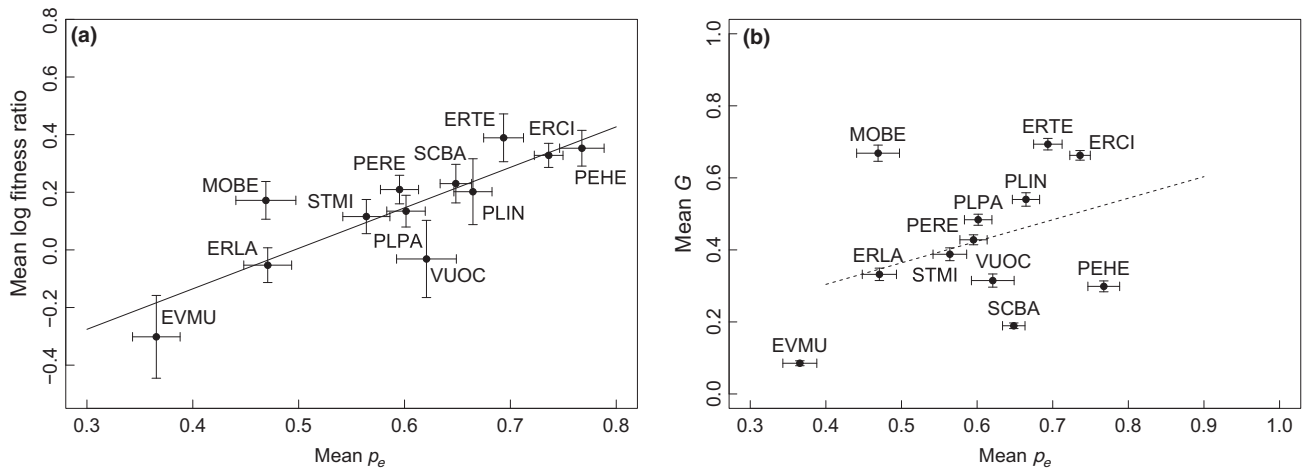 (a)
Mean log fitness ratio
0.8
0.6
0.4
0.2
0.0
−0.2
−0.4
ERTE
ERCI
SCBA
PERE
MOBE
STMI
PEHE
PLIN
PLPA
ERLA
VUOC
EVMU
0.3 0.4 0.5 0.6 0.7 0.8
Mean pe
(b)
Mean G
1.0
0.8
0.6
0.4
0.2
0.0
MOBE
ERTE
ERCI
PLIN
PLPA
PERE
ERLA
STMI
VUOC
PEHE
SCBA
EVMU
0.3 0.4 0.5 0.6 0.7 0.8 0.9 1.0
Mean pe